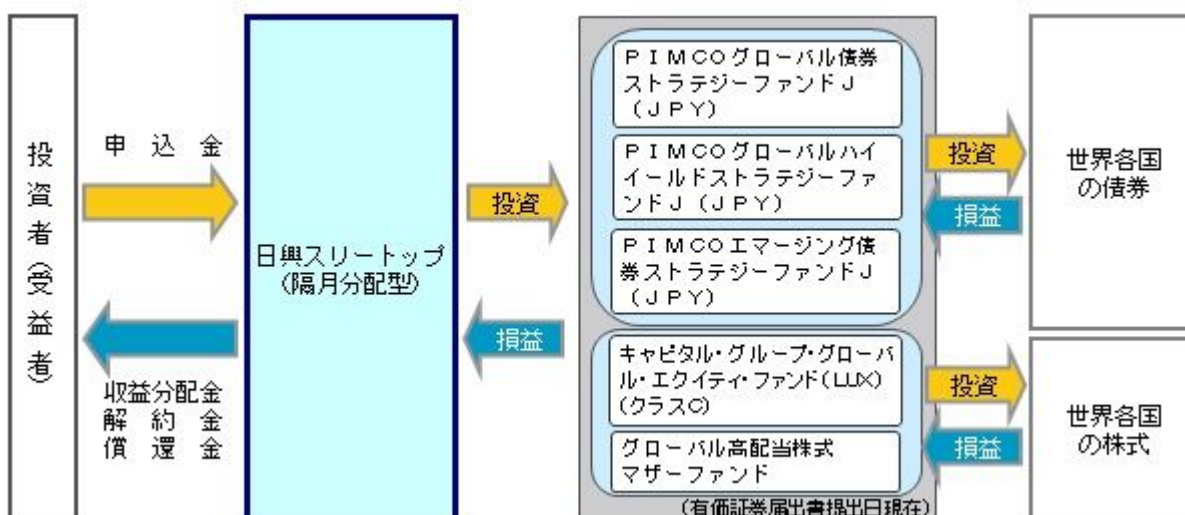 投資者(受益者)
申込金
収益分配金
解約金
償還金
日興スリートップ
(隔月分配型)
投資
損益
ＰＩＭＣＯグローバル債券
ストラテジーファンドＪ
（ＪＰＹ）
ＰＩＭＣＯグローバルハイ
イールドストラテジーファ
ンドＪ（ＪＰＹ）
ＰＩＭＣＯエマージング債
券ストラテジーファンドＪ
（ＪＰＹ）
キャピタル・グループ・グローバ
ル・エクイティ・ファンド(LUX)
(クラスC)
グローバル高配当株式
マザーファンド
(有価証券届出書提出日現在)
投資
損益
世界各国
の債券
投資
損益
世界各国
の株式